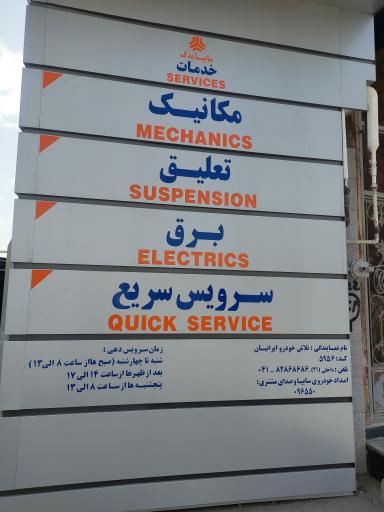 سایپا یدک
خدمات
SERVICES
مکانیک
MECHANICS
تعلیق
SUSPENSION
برق
ELECTRICS
سرویس سریع
QUICK SERVICE
نام نمایندگی : تلاش خودرو ایرانیان
کد : ۵۹۵۶
تلفن : داخلی (۲۱) ۸۲۸۶۸۶۸۶ - ۰۴۱
امداد خودروی سایپا و صدای مشتری :
۰۹۶۵۵۰
زمان سرویس دهی :
شنبه تا چهارشنبه (صبح ها از ساعت ۸ الی ۱۳)
بعد از ظهرها از ساعت ۱۴ الی ۱۷
پنجشنبه ها از ساعت ۸ الی ۱۳